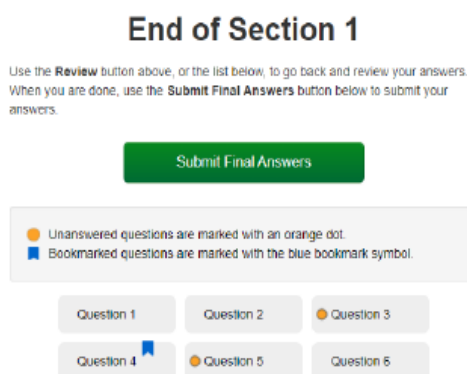 End of Section 1
Use the Review button above, or the list below, to go back and review your answers.
When you are done, use the Submit Final Answers button below to submit your
answers.
Submit Final Answers
Unanswered questions are marked with an orange dot.
Bookmarked questions are marked with the blue bookmark symbol.
Question 1
Question 2
Question 3
Question 4
Question 5
Question 6